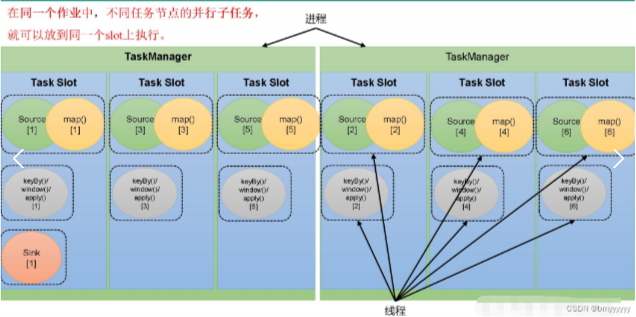 在同一个作业中，不同任务节点的并行子任务，
就可以放到同一个slot上执行。
进程
TaskManager
TaskManager
Task Slot
Task Slot
Task Slot
Task Slot
Task Slot
Task Slot
Source
[1]
map()
[1]
Source
[3]
map()
[3]
Source
[5]
map()
[5]
Source
[2]
map()
[2]
Source
[4]
map()
[4]
Source
[6]
map()
[6]
keyBy()/
window()/
apply()
[1]
keyBy()/
window()/
apply()
[3]
keyBy()/
window()/
apply()
[5]
keyBy()/
window()/
apply()
[2]
keyBy()/
window()/
apply()
[4]
keyBy()/
window()/
apply()
[6]
Sink
[1]
线程